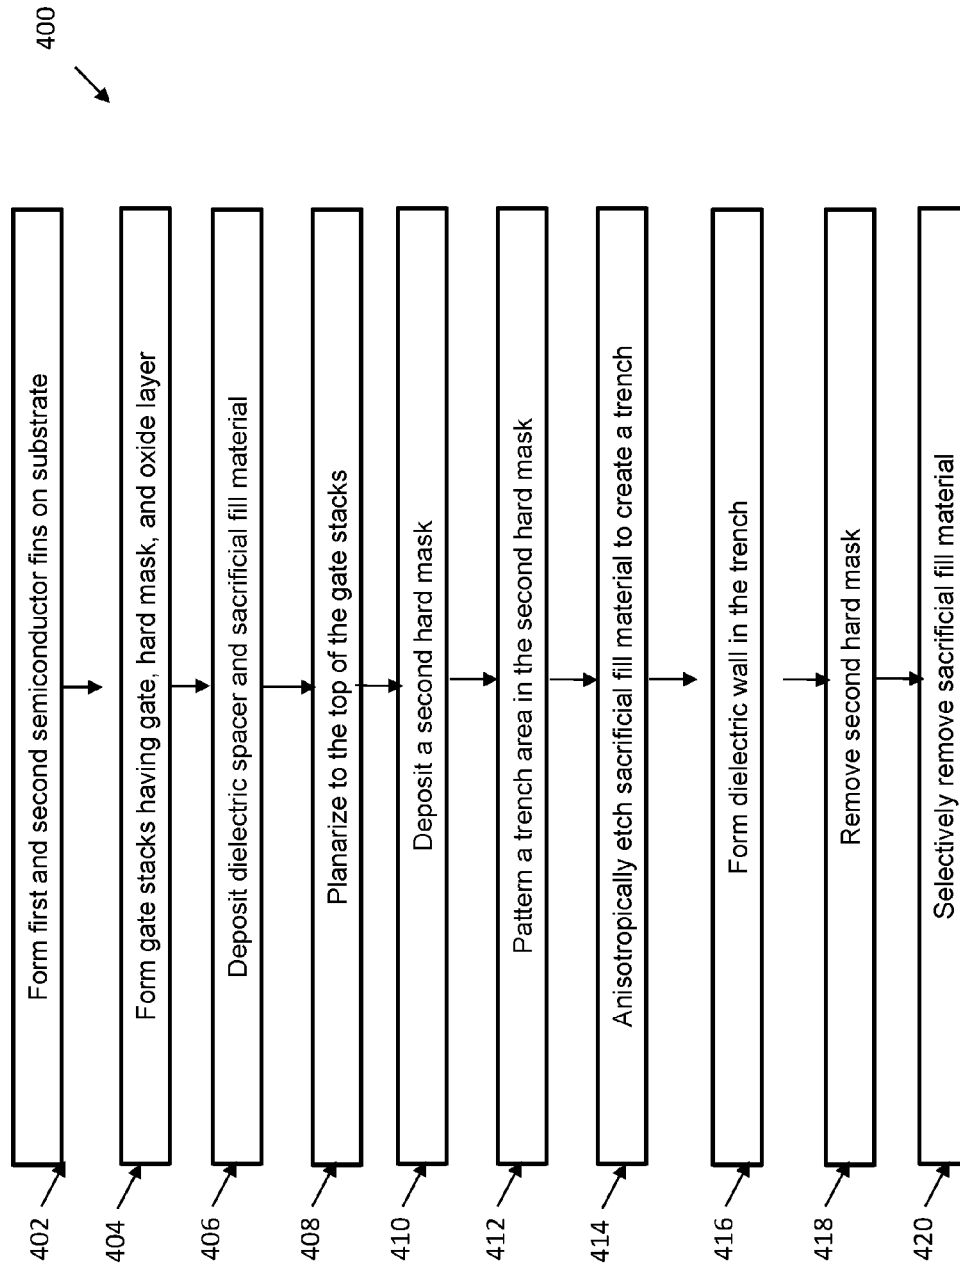 400
402
Form first and second semiconductor fins on substrate
404
Form gate stacks having gate, hard mask, and oxide layer
406
Deposit dielectric spacer and sacrificial fill material
408
Planarize to the top of the gate stacks
410
Deposit a second hard mask
412
Pattern a trench area in the second hard mask
414
Anisotropically etch sacrificial fill material to create a trench
416
Form dielectric wall in the trench
418
Remove second hard mask
420
Selectively remove sacrificial fill material